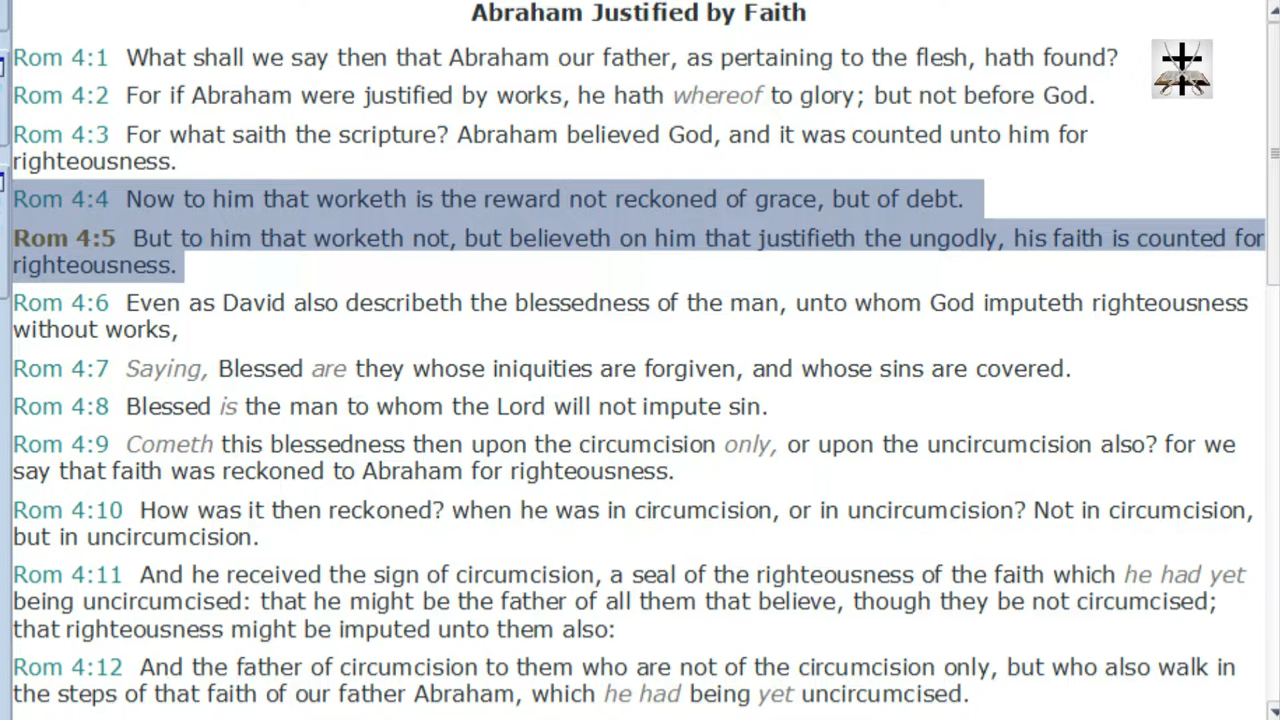 Abraham Justified by Faith
Rom 4:1 What shall we say then that Abraham our father, as pertaining to the flesh, hath found?
Rom 4:2 For if Abraham were justified by works, he hath whereof to glory; but not before God.
Rom 4:3 For what saith the scripture? Abraham believed God, and it was counted unto him for
righteousness.
Rom 4:4 Now to him that worketh is the reward not reckoned of grace, but of debt.
Rom 4:5 But to him that worketh not, but believeth on him that justifieth the ungodly, his faith is counted for
righteousness.
Rom 4:6 Even as David also describeth the blessedness of the man, unto whom God imputeth righteousness
without works,
Rom 4:7 Saying, Blessed are they whose iniquities are forgiven, and whose sins are covered.
Rom 4:8 Blessed is the man to whom the Lord will not impute sin.
Rom 4:9 Cometh this blessedness then upon the circumcision only, or upon the uncircumcision also? for we
say that faith was reckoned to Abraham for righteousness.
Rom 4:10 How was it then reckoned? when he was in circumcision, or in uncircumcision? Not in circumcision,
but in uncircumcision.
Rom 4:11 And he received the sign of circumcision, a seal of the righteousness of the faith which he had yet
being uncircumcised: that he might be the father of all them that believe, though they be not circumcised;
that righteousness might be imputed unto them also:
Rom 4:12 And the father of circumcision to them who are not of the circumcision only, but who also walk in
the steps of that faith of our father Abraham, which he had being yet uncircumcised.